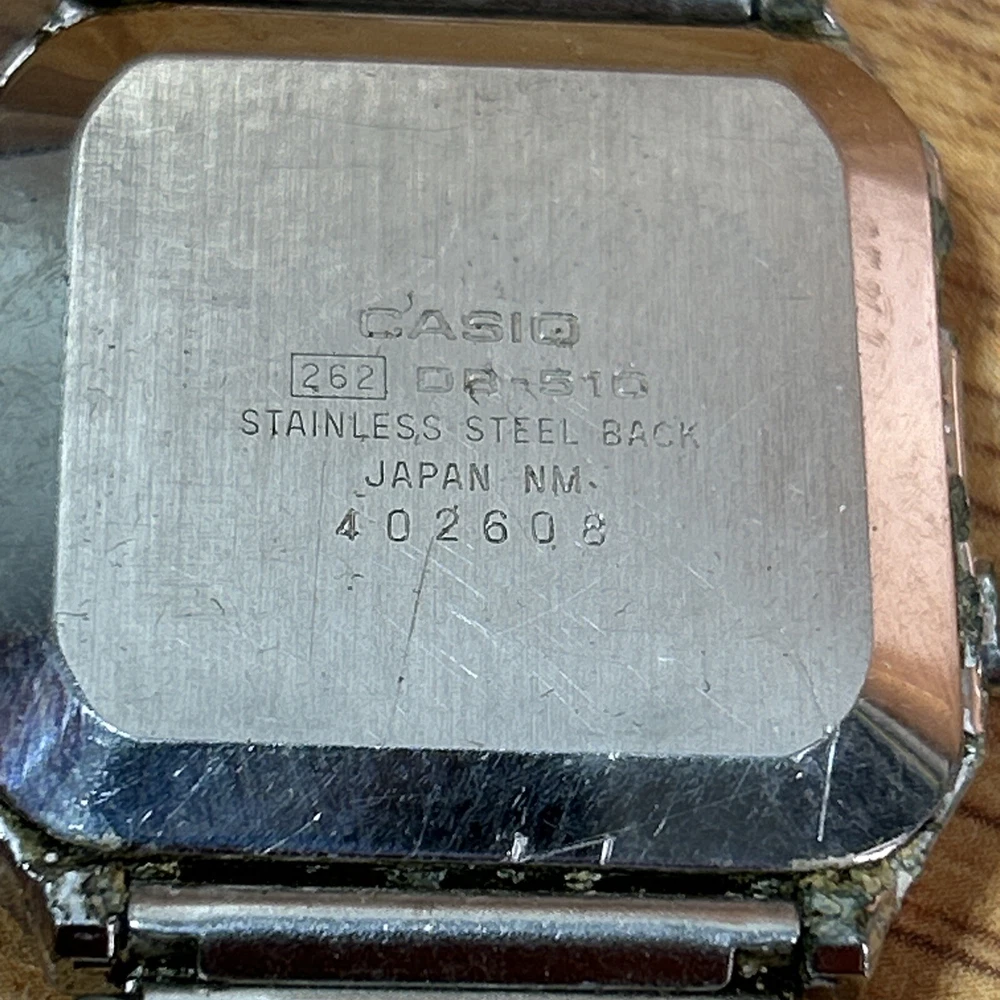 CASIO
262 DB-510
STAINLESS STEEL BACK
JAPAN NM.
402608